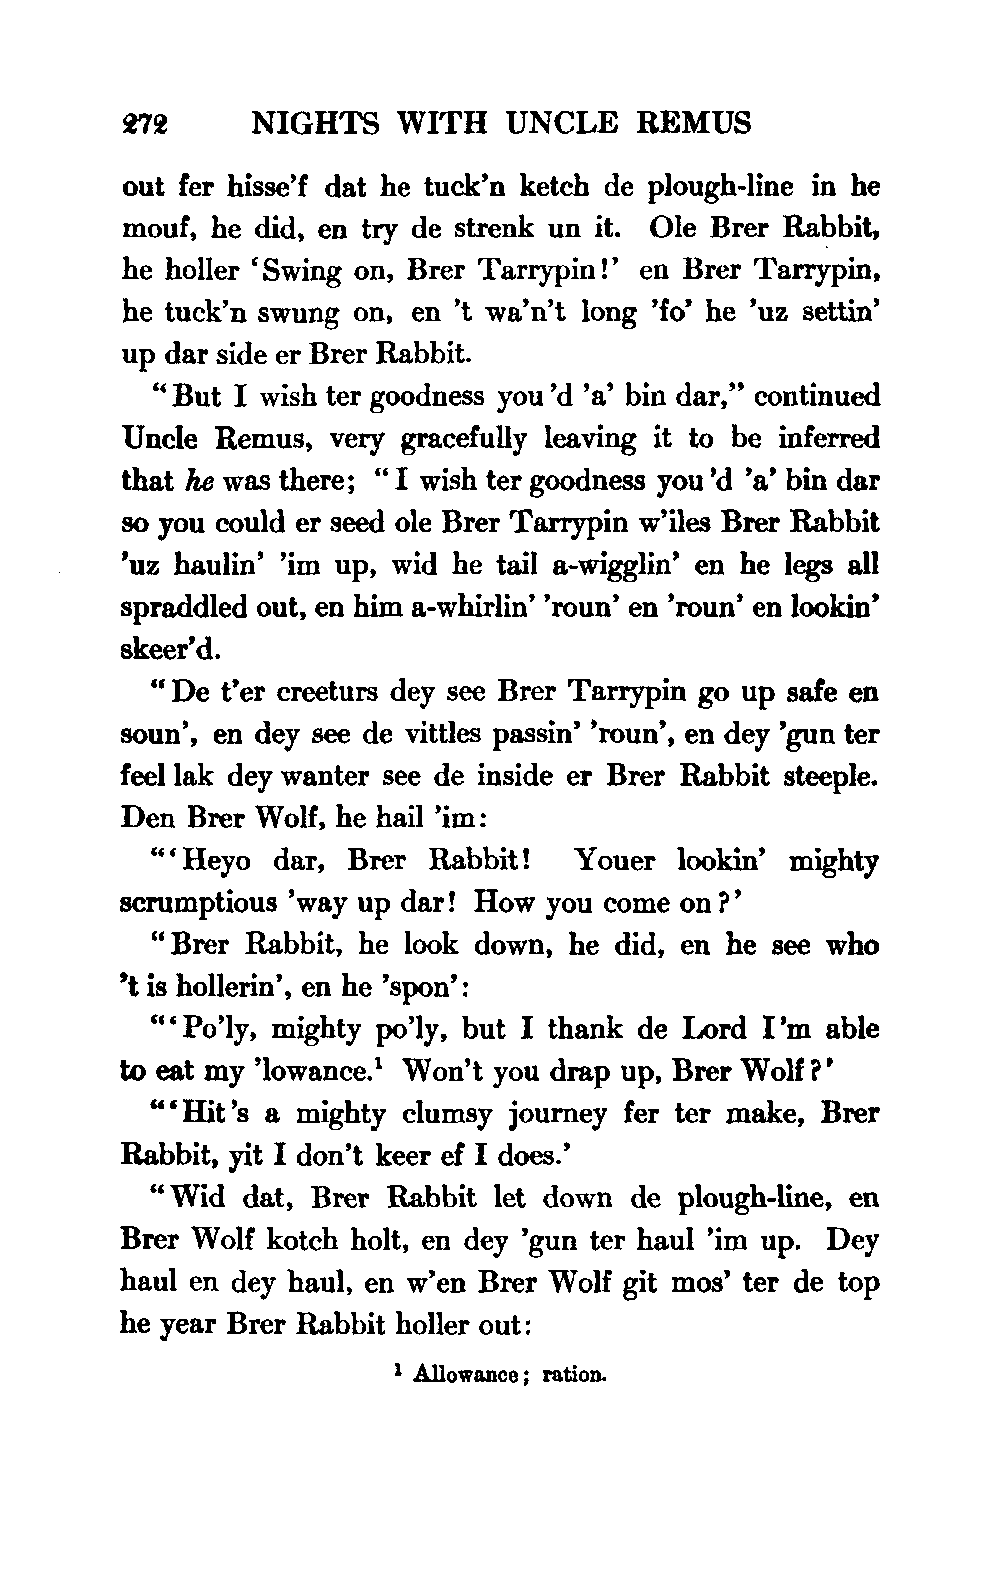 272 NIGHTS WITH UNCLE REMUS
out fer hisse'f dat he tuck'n ketch de plough-line in he
mouf, he did, en try de strenk un it. Ole Brer Rabbit,
he holler 'Swing on, Brer Tarrypin!' en Brer Tarrypin,
he tuck'n swung on, en 't wa'n't long 'fo' he 'uz settin'
up dar side er Brer Rabbit.
"But I wish ter goodness you 'd 'a' bin dar," continued
Uncle Remus, very gracefully leaving it to be inferred
that he was there; "I wish ter goodness you 'd 'a' bin dar
so you could er seed ole Brer Tarrypin w'iles Brer Rabbit
'uz haulin' 'im up, wid he tail a-wigglin' en he legs all
spraddled out, en him a-whirlin' 'roun' en 'roun' en lookin'
skeer'd.
"De t'er creeturs dey see Brer Tarrypin go up safe en
soun', en dey see de vittles passin' 'roun', en dey 'gun ter
feel lak dey wanter see de inside er Brer Rabbit steeple.
Den Brer Wolf, he hail 'im:
"'Heyo dar, Brer Rabbit! Youer lookin' mighty
scrumptious 'way up dar! How you come on?'
"Brer Rabbit, he look down, he did, en he see who
't is hollerin', en he 'spon':
"'Po'ly, mighty po'ly, but I thank de Lord I 'm able
to eat my 'lowance.¹ Won't you drap up, Brer Wolf?'
"'Hit 's a mighty clumsy journey fer ter make, Brer
Rabbit, yit I don't keer ef I does.'
"Wid dat, Brer Rabbit let down de plough-line, en
Brer Wolf kotch holt, en dey 'gun ter haul 'im up. Dey
haul en dey haul, en w'en Brer Wolf git mos' ter de top
he year Brer Rabbit holler out:
¹ Allowance; ration.